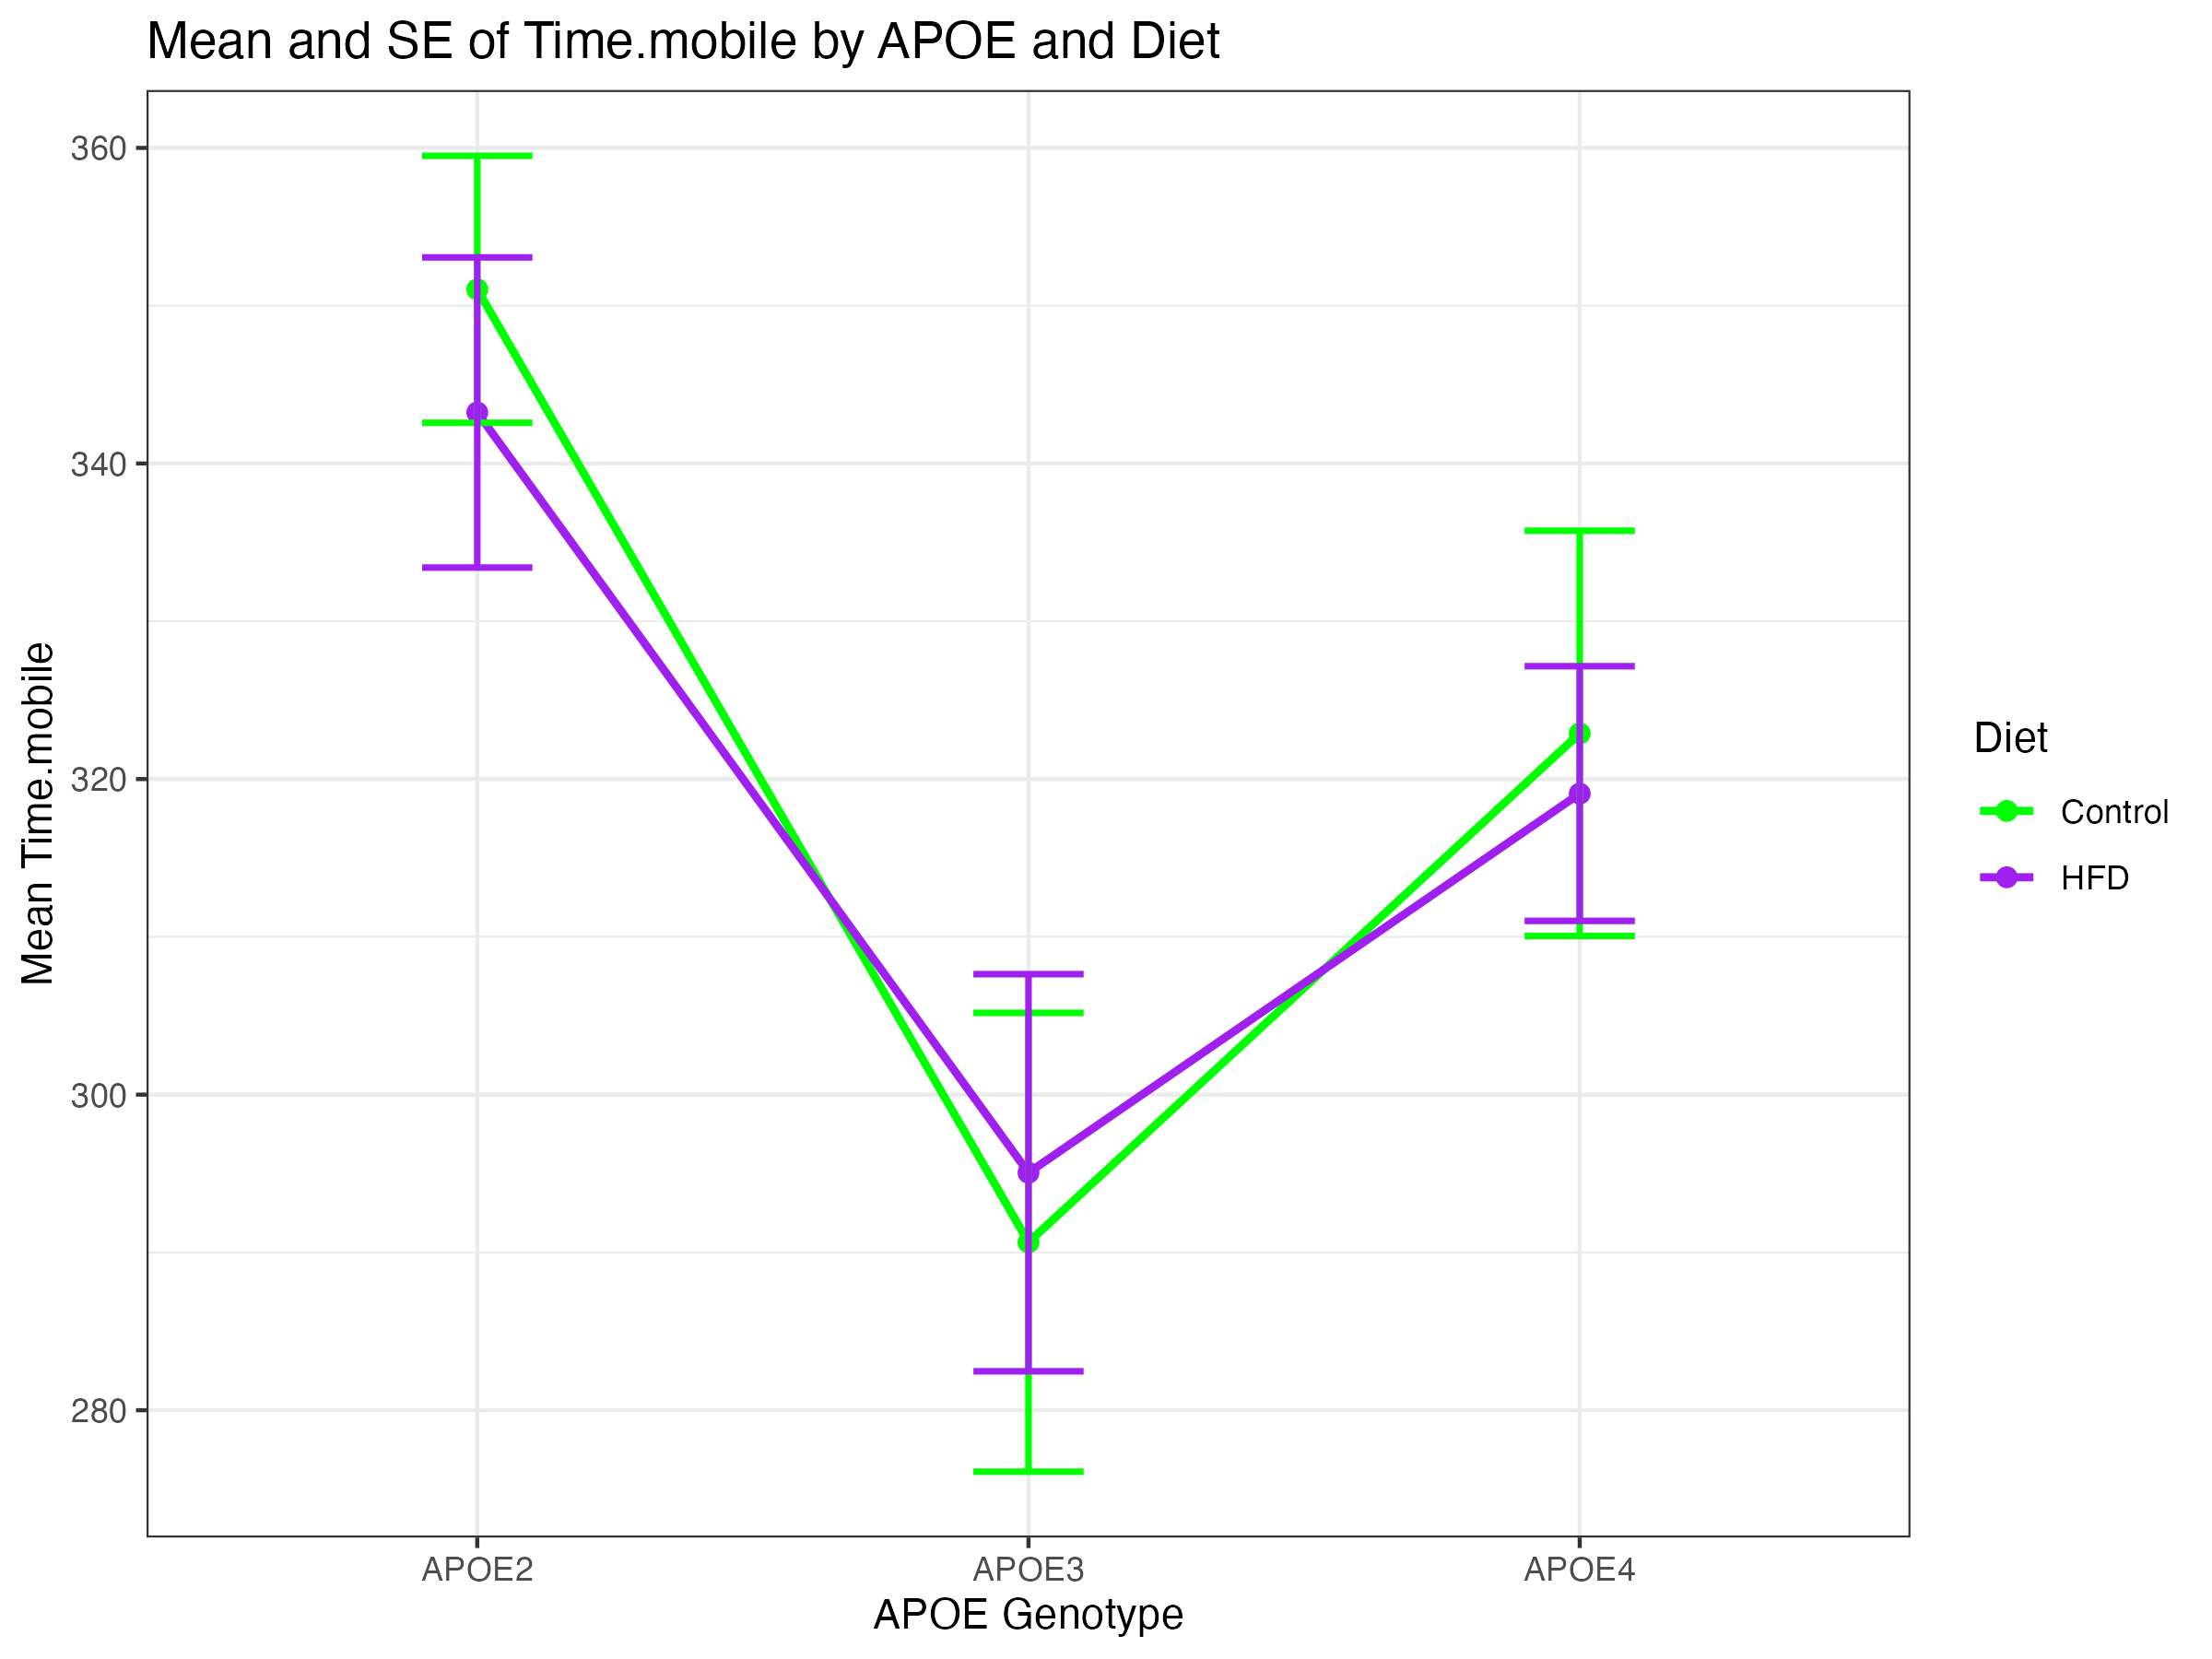 Mean and SE of Time.mobile by APOE and Diet
Mean Time.mobile
360
340
320
300
280
APOE2
APOE3
APOE4
APOE Genotype
Diet
Control
HFD